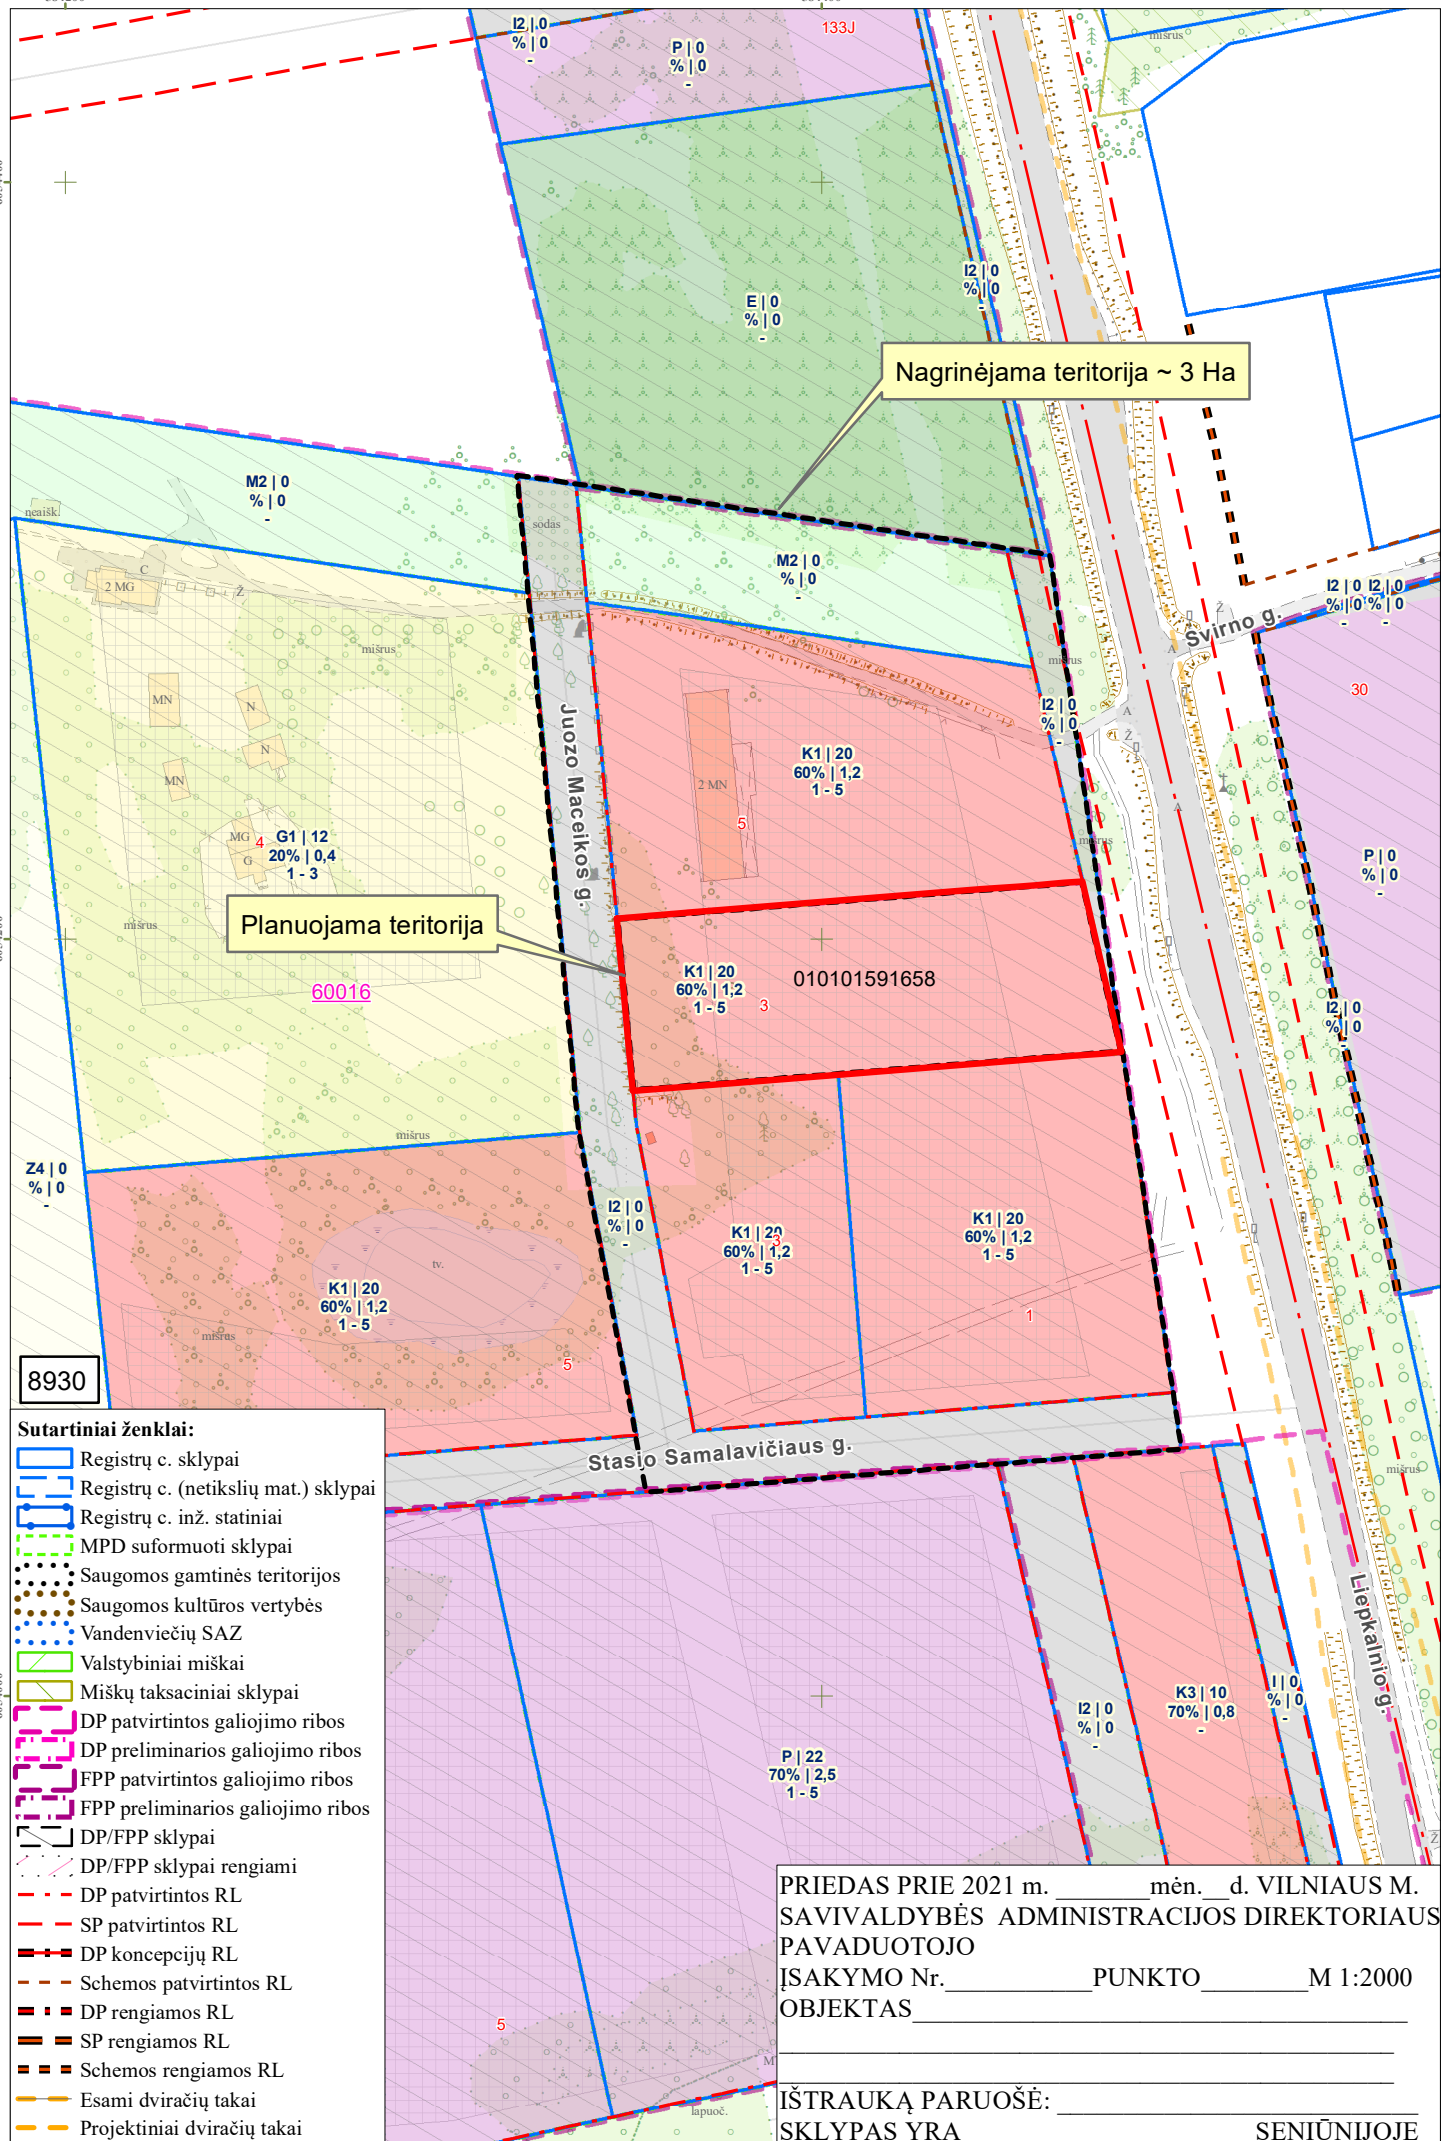 I2 | 0
% | 0
-
P | 0
% | 0
-
133J
mišrus
E | 0
% | 0
-
I2 | 0
% | 0
-
Nagrinėjama teritorija ~ 3 Ha
M2 | 0
% | 0
-
neaišk.
sodas
M2 | 0
% | 0
-
C
2 MG
Ž
I2 | 0
% | 0
-
I2 | 0
% | 0
-
Ž
Svirno g.
A
mišrus
mišrus
30
MN
N
N
MN
Juozo Maceikos g.
I2 | 0
% | 0
-
A
Ž
K1 | 20
60% | 1,2
1 - 5
2 MN
5
A
MG
G
4
G1 | 12
20% | 0,4
1 - 3
mišrus
P | 0
% | 0
-
Planuojama teritorija
mišrus
K1 | 20
60% | 1,2
1 - 5
3
010101591658
60016
I2 | 0
% | 0
-
mišrus
Z4 | 0
% | 0
-
I2 | 0
% | 0
-
K1 | 20
60% | 1,2
1 - 5
3
K1 | 20
60% | 1,2
1 - 5
tv.
K1 | 20
60% | 1,2
1 - 5
mišrus
1
5
8930
Stasio Samalavičiaus g.
mišrus
Liepkalnio g.
I2 | 0
% | 0
-
K3 | 10
70% | 0,8
-
I | 0
% | 0
-
P | 22
70% | 2,5
1 - 5
Ž
5
M
lapuoč.
Sutartiniai ženklai:
Registrų c. sklypai
Registrų c. (netikslių mat.) sklypai
Registrų c. inž. statiniai
MPD suformuoti sklypai
Saugomos gamtinės teritorijos
Saugomos kultūros vertybės
Vandenviečių SAZ
Valstybiniai miškai
Miškų taksaciniai sklypai
DP patvirtintos galiojimo ribos
DP preliminarios galiojimo ribos
FPP patvirtintos galiojimo ribos
FPP preliminarios galiojimo ribos
DP/FPP sklypai
DP/FPP sklypai rengiami
DP patvirtintos RL
SP patvirtintos RL
DP koncepcijų RL
Schemos patvirtintos RL
DP rengiamos RL
SP rengiamos RL
Schemos rengiamos RL
Esami dviračių takai
Projektiniai dviračių takai
PRIEDAS PRIE 2021 m. _______mėn.__d. VILNIAUS M.
SAVIVALDYBĖS ADMINISTRACIJOS DIREKTORIAUS
PAVADUOTOJO
ĮSAKYMO Nr.___________PUNKTO________M 1:2000
OBJEKTAS_____________________________________
IŠTRAUKĄ PARUOŠĖ: ___________________________
SKLYPAS YRA SENIŪNIJOJE